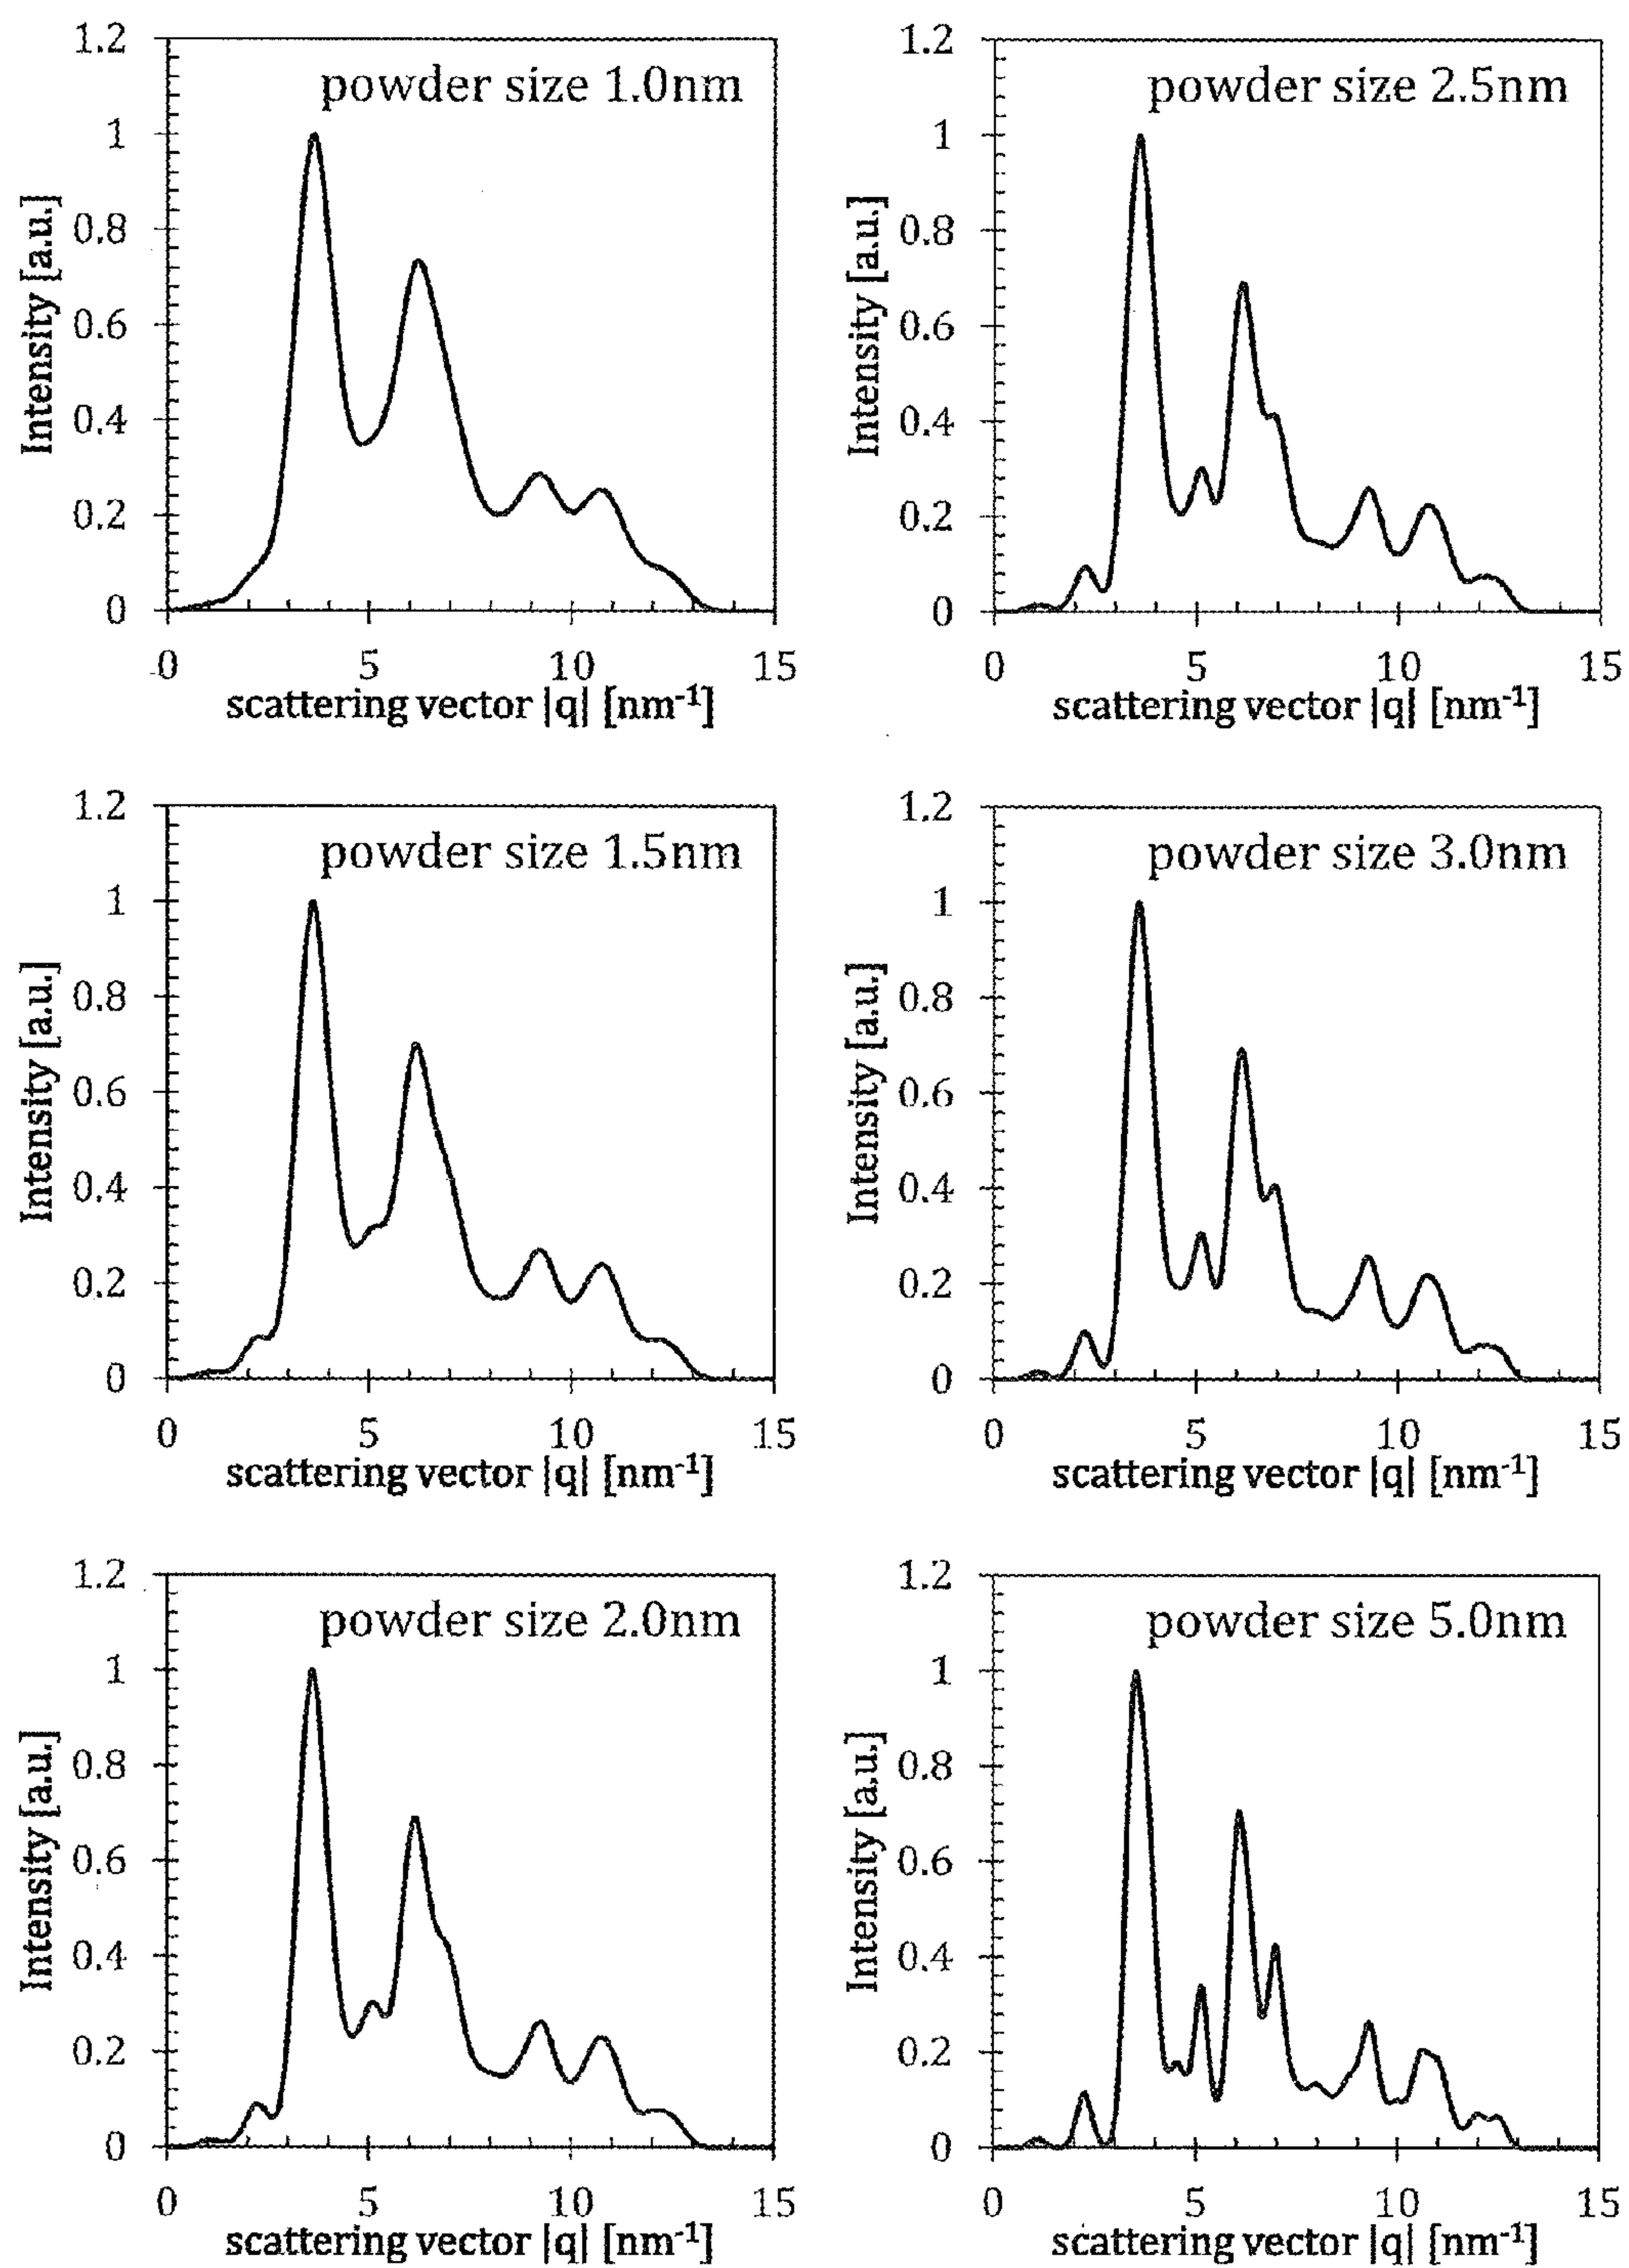 powder size 1.0nm
Intensity [a.u.]
1.2
1
0.8
0.6
0.4
0.2
0
0 5 10 15
scattering vector |q| [nm-1]
powder size 2.5nm
Intensity [a.u.]
1.2
1
0.8
0.6
0.4
0.2
0
0 5 10 15
scattering vector |q| [nm-1]
powder size 1.5nm
Intensity [a.u.]
1.2
1
0.8
0.6
0.4
0.2
0
0 5 10 15
scattering vector |q| [nm-1]
powder size 3.0nm
Intensity [a.u.]
1.2
1
0.8
0.6
0.4
0.2
0
0 5 10 15
scattering vector |q| [nm-1]
powder size 2.0nm
Intensity [a.u.]
1.2
1
0.8
0.6
0.4
0.2
0
0 5 10 15
scattering vector |q| [nm-1]
powder size 5.0nm
Intensity [a.u.]
1.2
1
0.8
0.6
0.4
0.2
0
0 5 10 15
scattering vector |q| [nm-1]